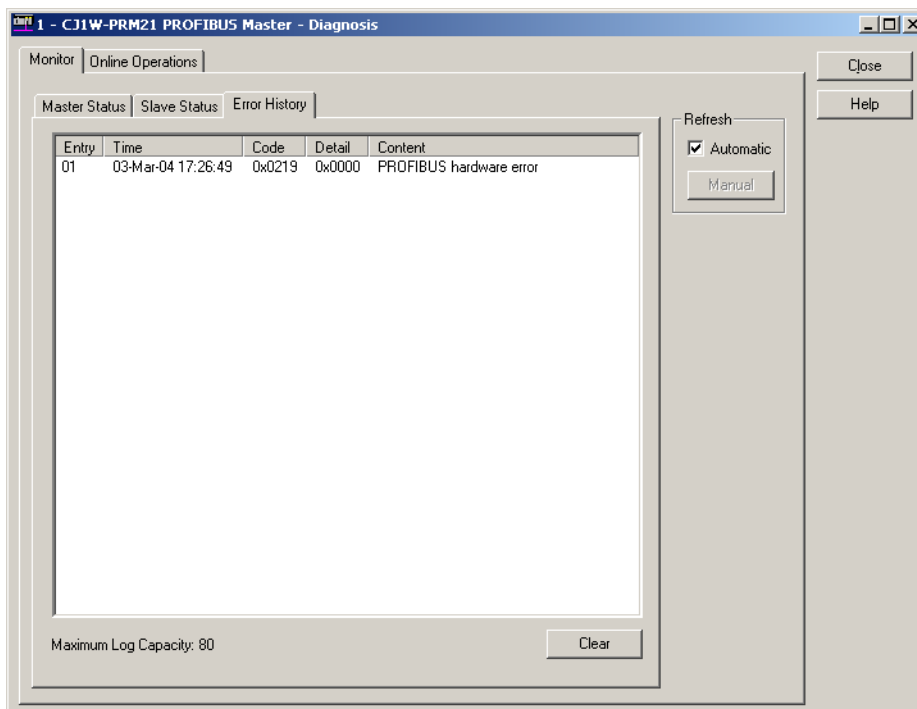 1 - CJ1W-PRM21 PROFIBUS Master - Diagnosis
Monitor Online Operations
Close
Help
Master Status Slave Status Error History
Refresh
Automatic
Manual
Entry Time Code Detail Content
01 03-Mar-04 17:26:49 0x0219 0x0000 PROFIBUS hardware error
Maximum Log Capacity: 80
Clear